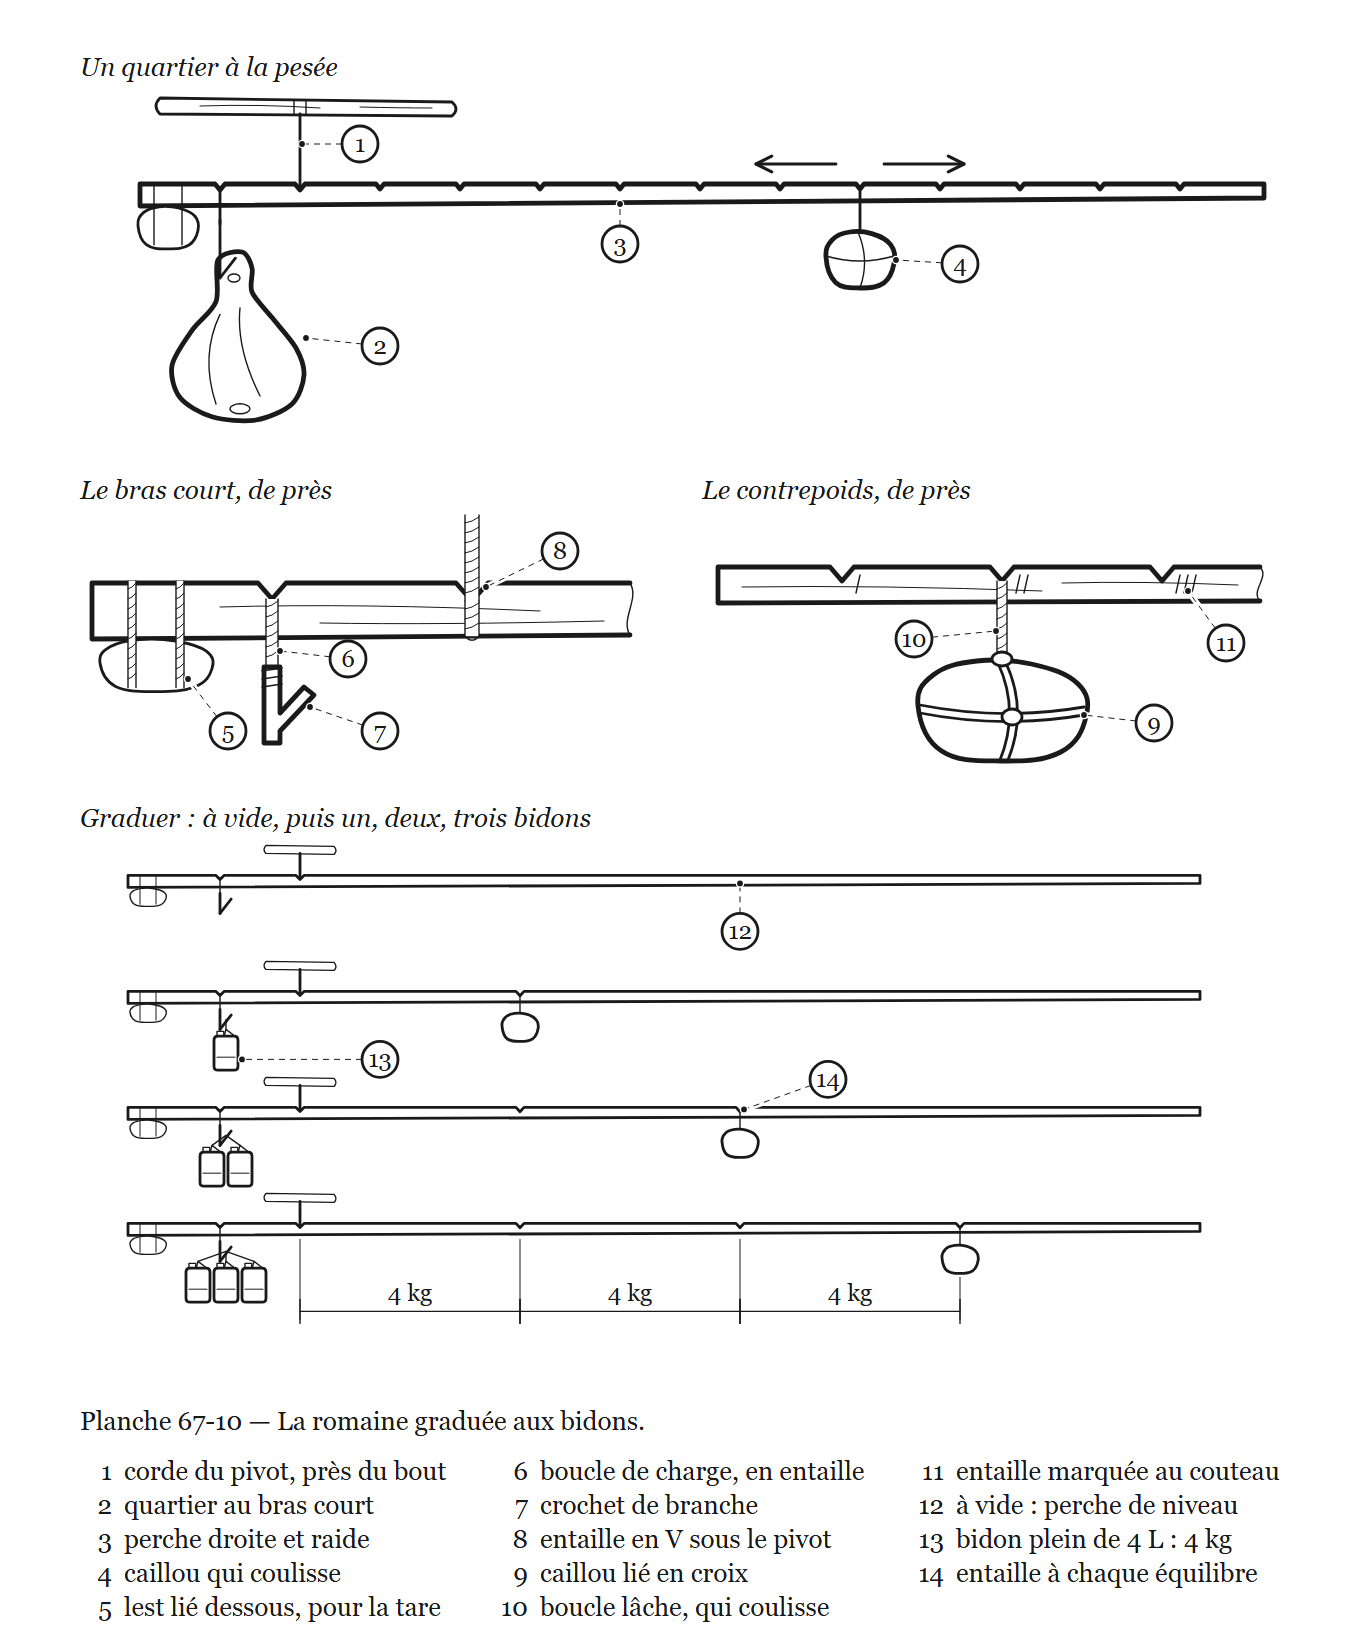 Un quartier à la pesée
1
3
4
2
Le bras court, de près
Le contrepoids, de près
8
6
5
7
10
11
9
Graduer : à vide, puis un, deux, trois bidons
12
13
14
4 kg 4 kg 4 kg
Planche 67-10 — La romaine graduée aux bidons.
1 corde du pivot, près du bout
2 quartier au bras court
3 perche droite et raide
4 caillou qui coulisse
5 lest lié dessous, pour la tare
6 boucle de charge, en entaille
7 crochet de branche
8 entaille en V sous le pivot
9 caillou lié en croix
10 boucle lâche, qui coulisse
11 entaille marquée au couteau
12 à vide : perche de niveau
13 bidon plein de 4 L : 4 kg
14 entaille à chaque équilibre